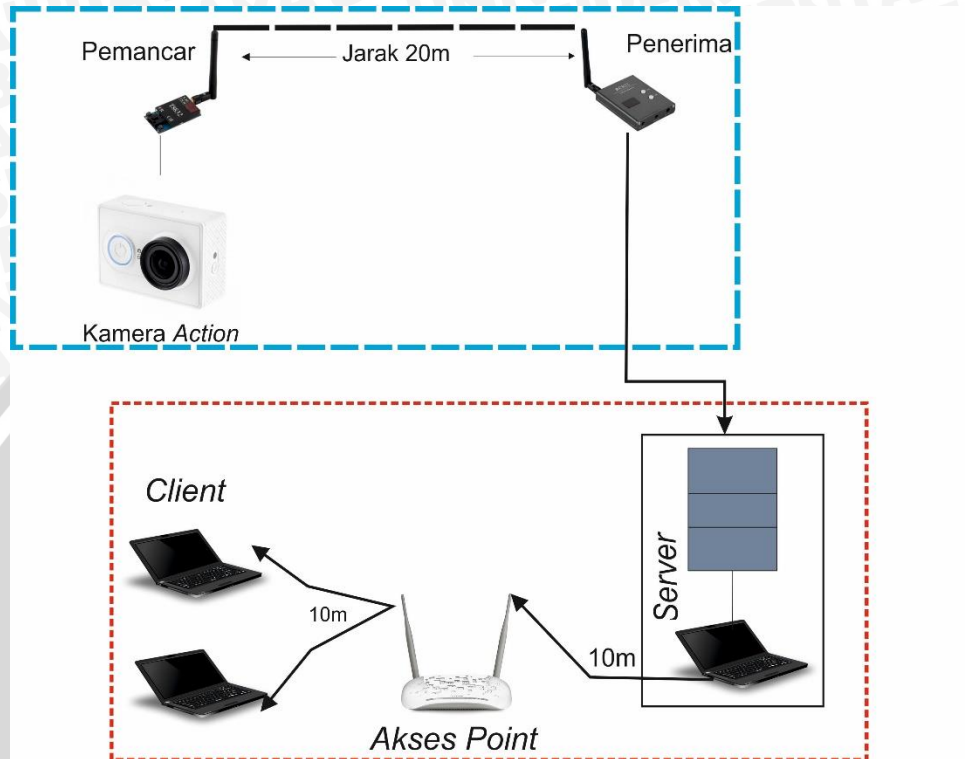 Pemancar
Jarak 20m
Penerima
Kamera Action
Client
10m
10m
Server
Akses Point